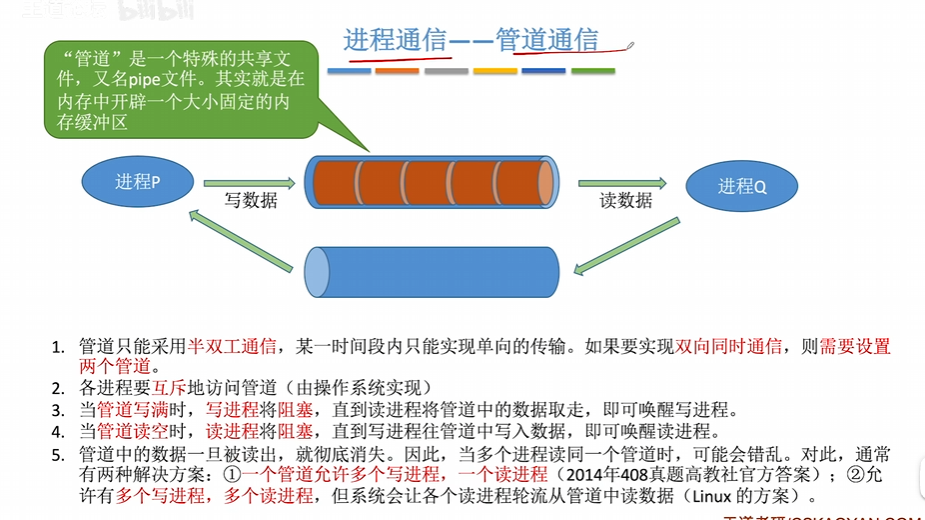 bilibili
进程通信——管道通信
“管道”是一个特殊的共享文
件，又名pipe文件。其实就是在
内存中开辟一个大小固定的内
存缓冲区
进程P
写数据
读数据
进程Q
1. 管道只能采用半双工通信，某一时间段内只能实现单向的传输。如果要实现双向同时通信，则需要设置
两个管道。
2. 各进程要互斥地访问管道（由操作系统实现）
3. 当管道写满时，写进程将阻塞，直到读进程将管道中的数据取走，即可唤醒写进程。
4. 当管道读空时，读进程将阻塞，直到写进程往管道中写入数据，即可唤醒读进程。
5. 管道中的数据一旦被读出，就彻底消失。因此，当多个进程读同一个管道时，可能会错乱。对此，通常
有两种解决方案：①一个管道允许多个写进程，一个读进程（2014年408真题高教社官方答案）；②允
许有多个写进程，多个读进程，但系统会让各个读进程轮流从管道中读数据（Linux 的方案）。